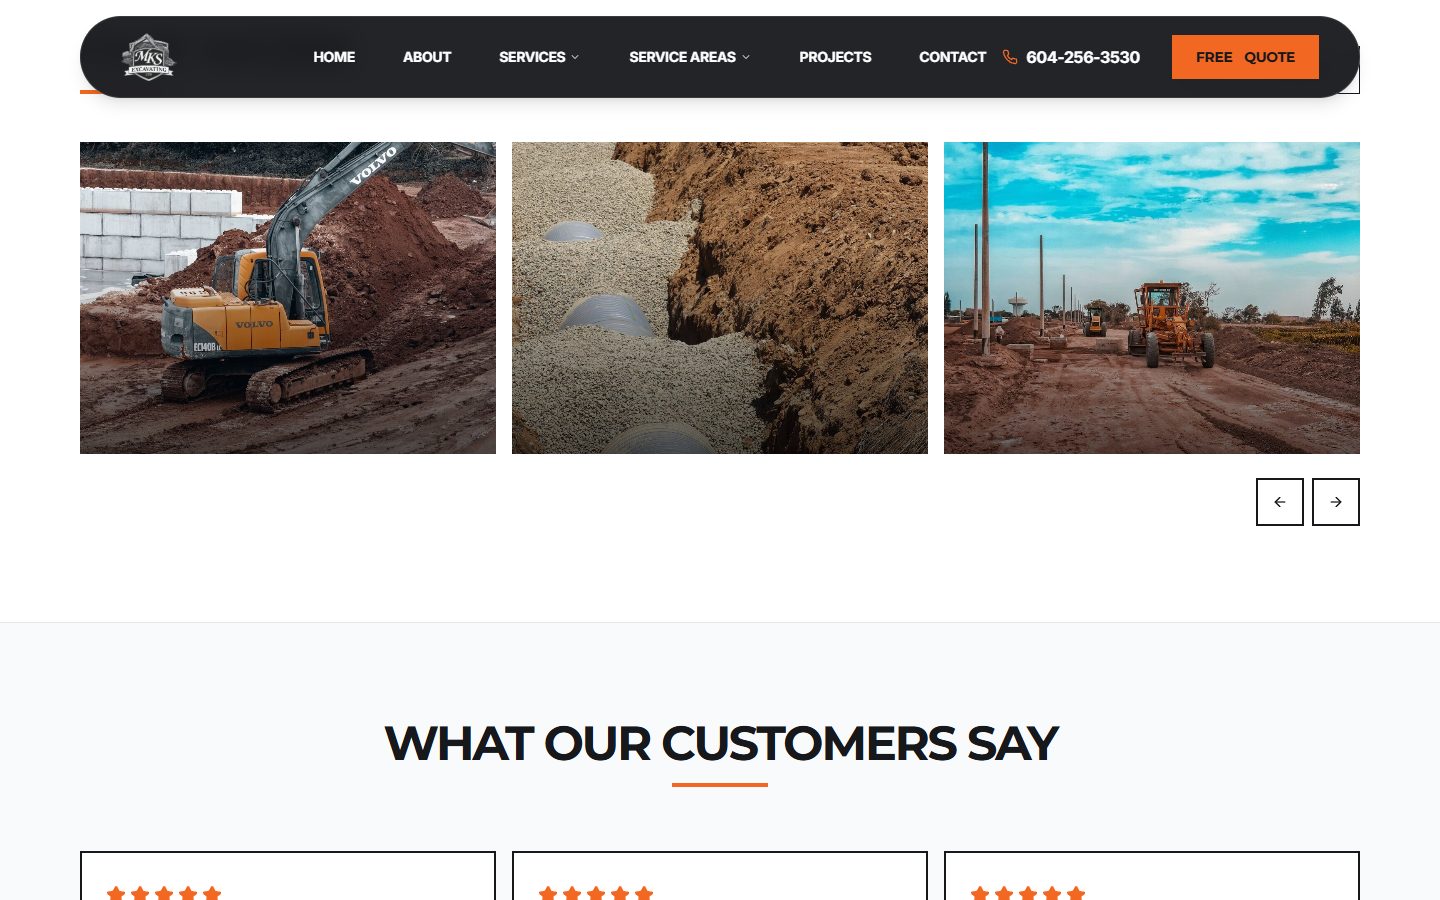 MKS
EXCAVATING
HOME
ABOUT
SERVICES
SERVICE AREAS
PROJECTS
CONTACT
604-256-3530
FREE QUOTE
VOLVO
VOLVO
EC140B
WHAT OUR CUSTOMERS SAY